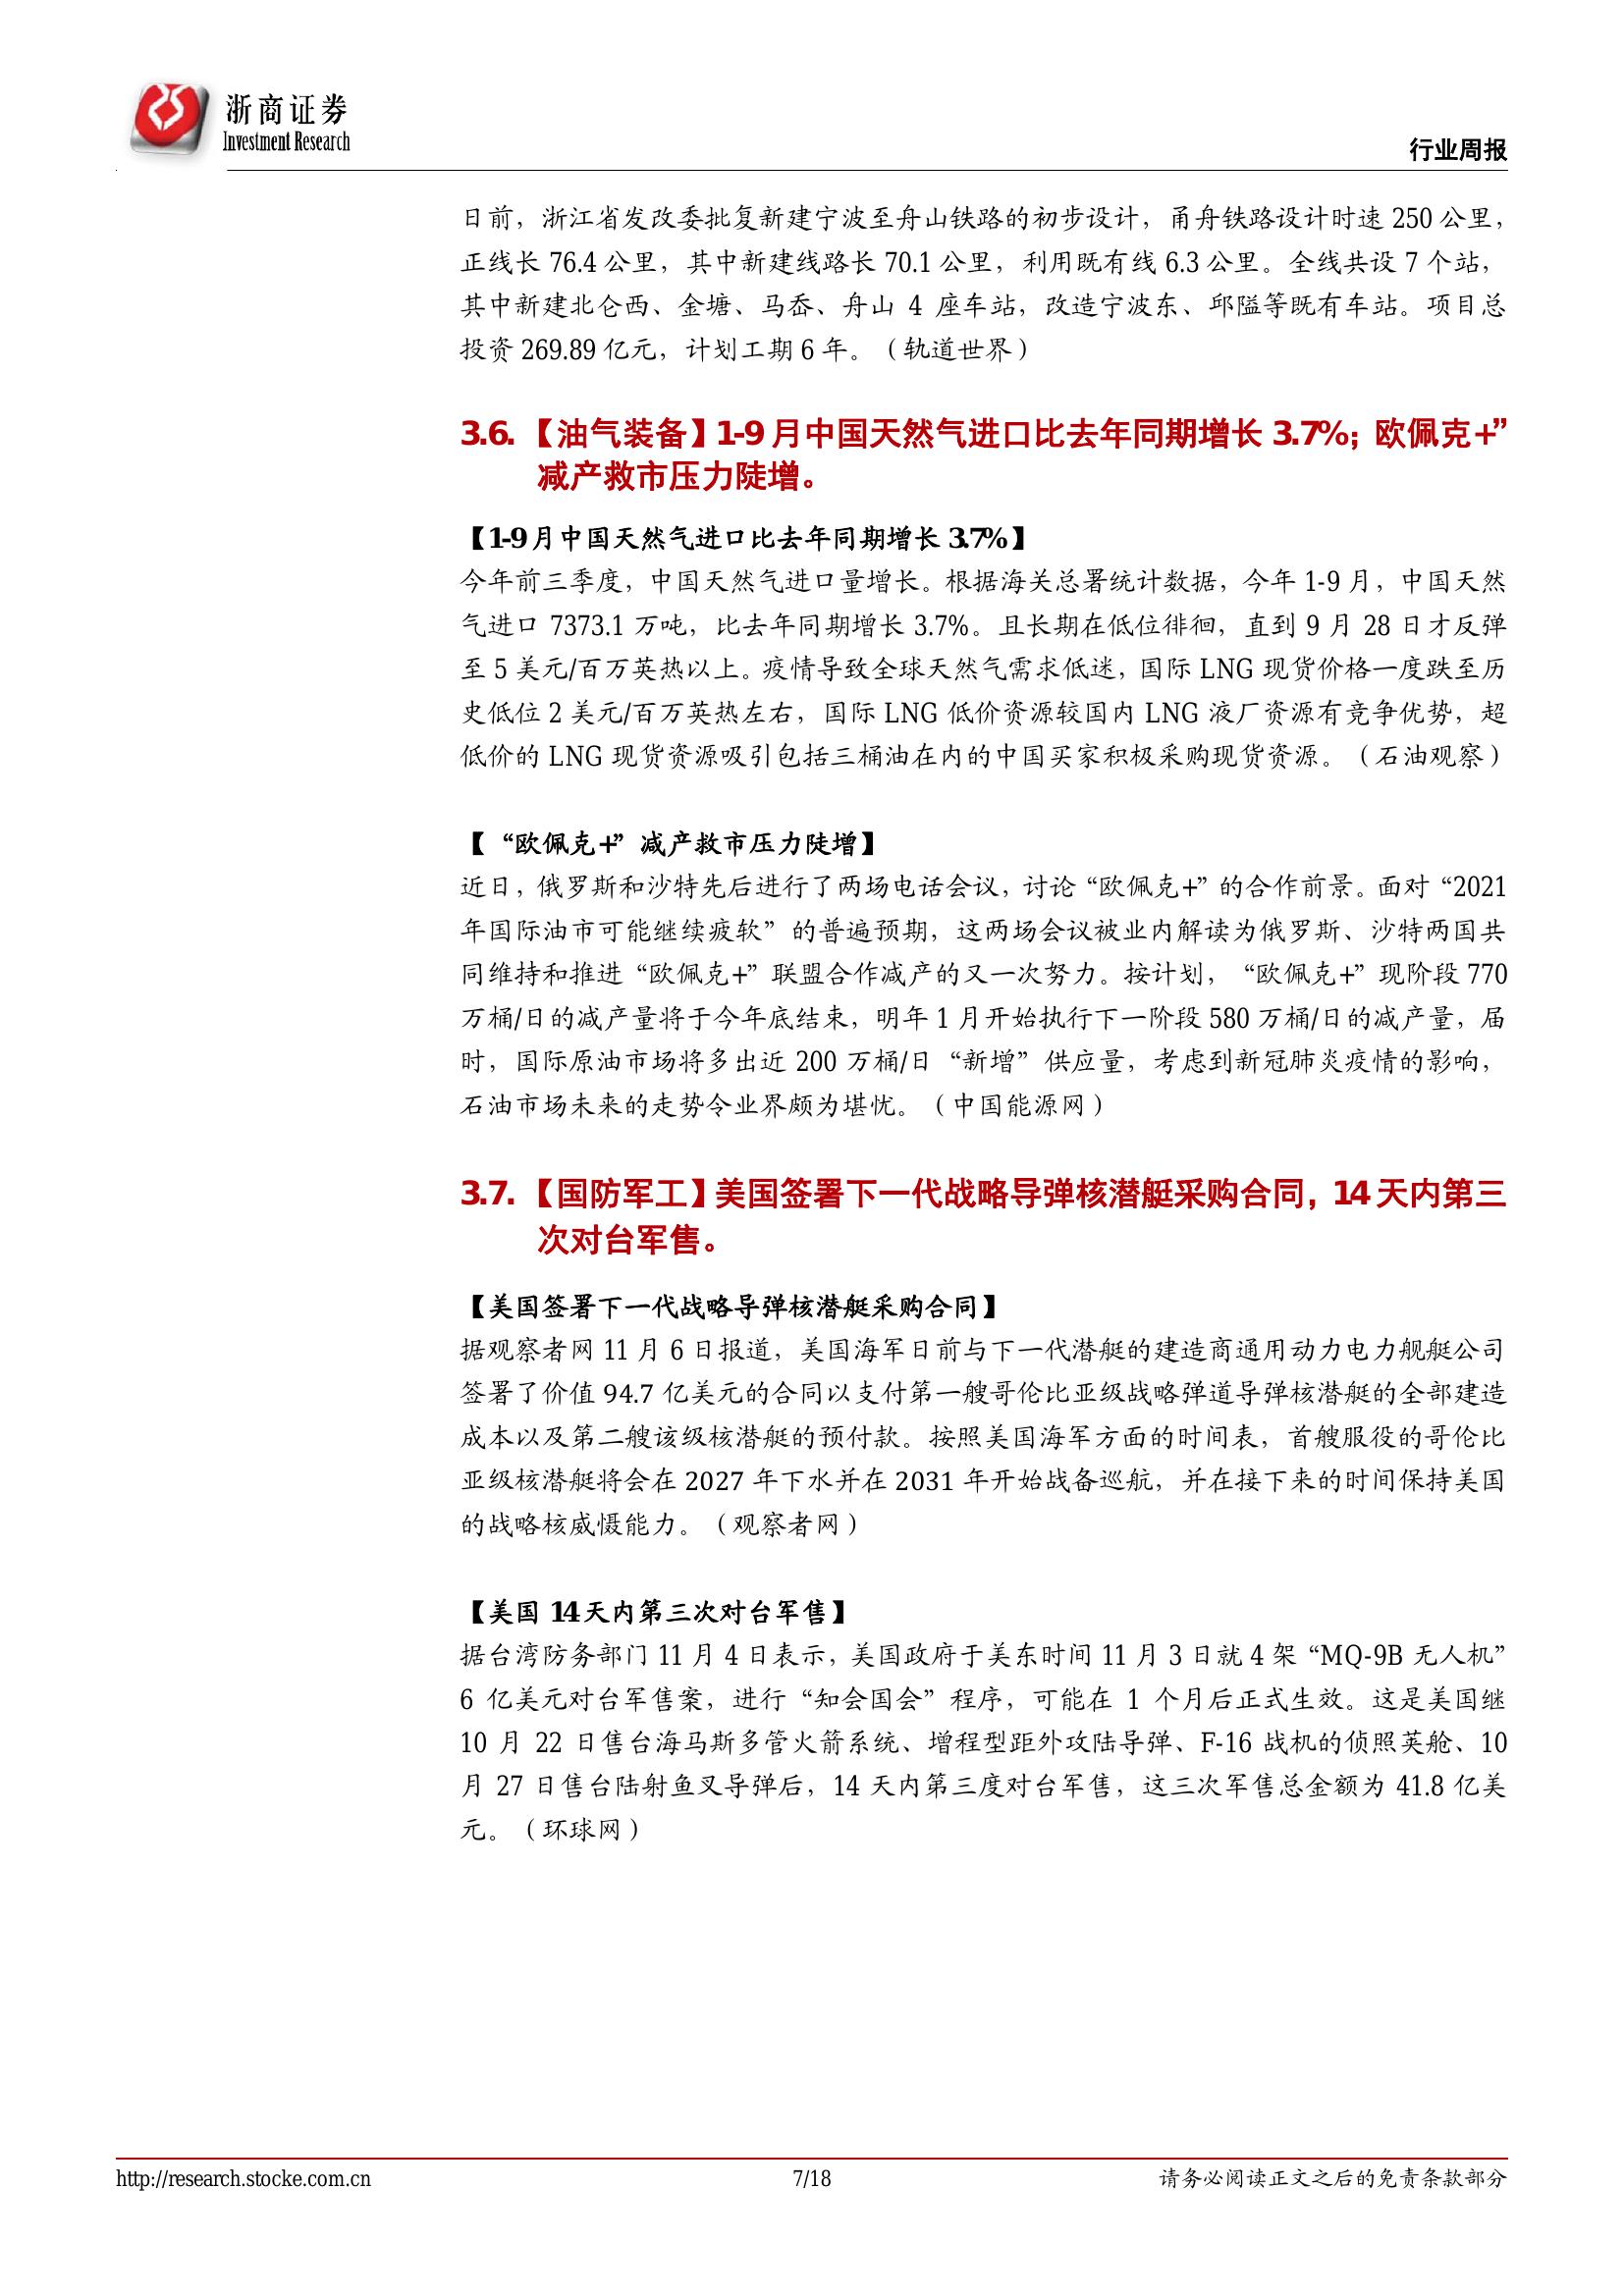 浙商证券
Investment Research
行业周报
日前，浙江省发改委批复新建宁波至舟山铁路的初步设计，甬舟铁路设计时速 250 公里，
正线长 76.4 公里，其中新建线路长 70.1 公里，利用既有线 6.3 公里。全线共设 7 个站，
其中新建北仑西、金塘、马岙、舟山 4 座车站，改造宁波东、邱隘等既有车站。项目总
投资 269.89 亿元，计划工期 6 年。（轨道世界）
3.6.【油气装备】1-9 月中国天然气进口比去年同期增长 3.7%；欧佩克+”
减产救市压力陡增。
【1-9 月中国天然气进口比去年同期增长 3.7%】
今年前三季度，中国天然气进口量增长。根据海关总署统计数据，今年 1-9 月，中国天然
气进口 7373.1 万吨，比去年同期增长 3.7%。且长期在低位徘徊，直到 9 月 28 日才反弹
至 5 美元/百万英热以上。疫情导致全球天然气需求低迷，国际 LNG 现货价格一度跌至历
史低位 2 美元/百万英热左右，国际 LNG 低价资源较国内 LNG 液厂资源有竞争优势，超
低价的 LNG 现货资源吸引包括三桶油在内的中国买家积极采购现货资源。（石油观察）
【“欧佩克+”减产救市压力陡增】
近日，俄罗斯和沙特先后进行了两场电话会议，讨论“欧佩克+”的合作前景。面对“2021
年国际油市可能继续疲软”的普遍预期，这两场会议被业内解读为俄罗斯、沙特两国共
同维持和推进“欧佩克+”联盟合作减产的又一次努力。按计划，“欧佩克+”现阶段 770
万桶/日的减产量将于今年底结束，明年 1 月开始执行下一阶段 580 万桶/日的减产量，届
时，国际原油市场将多出近 200 万桶/日“新增”供应量，考虑到新冠肺炎疫情的影响，
石油市场未来的走势令业界颇为堪忧。（中国能源网）
3.7.【国防军工】美国签署下一代战略导弹核潜艇采购合同，14 天内第三
次对台军售。
【美国签署下一代战略导弹核潜艇采购合同】
据观察者网 11 月 6 日报道，美国海军日前与下一代潜艇的建造商通用动力电力舰艇公司
签署了价值 94.7 亿美元的合同以支付第一艘哥伦比亚级战略弹道导弹核潜艇的全部建造
成本以及第二艘该级核潜艇的预付款。按照美国海军方面的时间表，首艘服役的哥伦比
亚级核潜艇将会在 2027 年下水并在 2031 年开始战备巡航，并在接下来的时间保持美国
的战略核威慑能力。（观察者网）
【美国 14 天内第三次对台军售】
据台湾防务部门 11 月 4 日表示，美国政府于美东时间 11 月 3 日就 4 架“MQ-9B 无人机”
6 亿美元对台军售案，进行“知会国会”程序，可能在 1 个月后正式生效。这是美国继
10 月 22 日售台海马斯多管火箭系统、增程型距外攻陆导弹、F-16 战机的侦照荚舱、10
月 27 日售台陆射鱼叉导弹后，14 天内第三度对台军售，这三次军售总金额为 41.8 亿美
元。（环球网）
http://research.stocke.com.cn
7/18
请务必阅读正文之后的免责条款部分